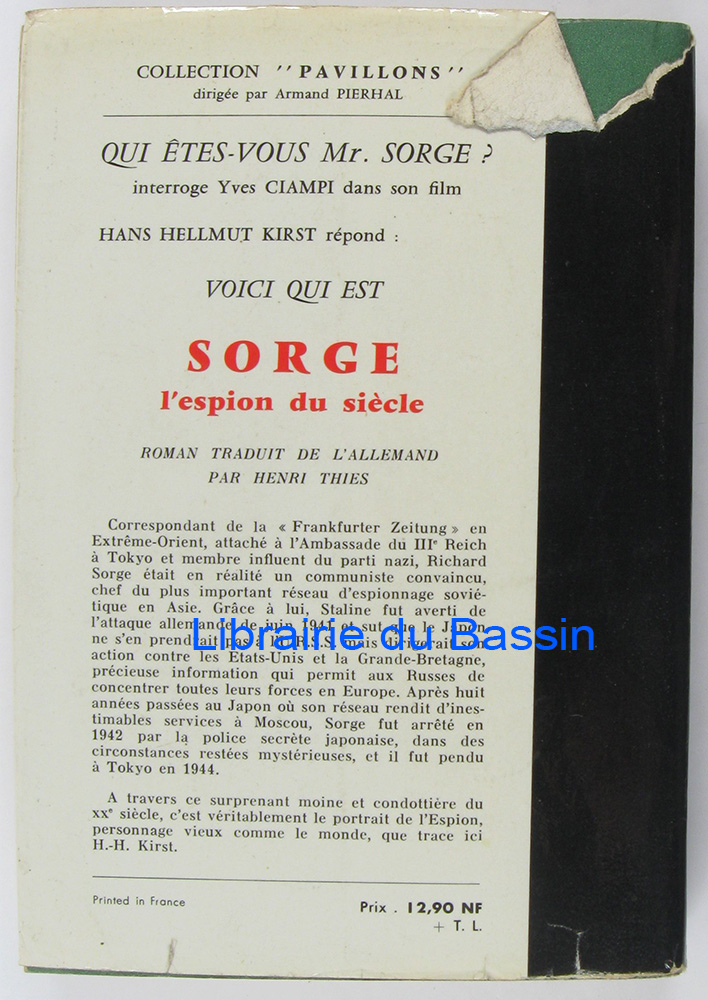 COLLECTION "PAVILLONS"
dirigée par Armand PIERHAL
QUI ÊTES-VOUS Mr. SORGE ?
interroge Yves CIAMPI dans son film
HANS HELLMUT KIRST répond :
VOICI QUI EST
SORGE
l'espion du siècle
ROMAN TRADUIT DE L'ALLEMAND
PAR HENRI THIES
Correspondant de la « Frankfurter Zeitung » en
Extrême-Orient, attaché à l'Ambassade du IIIe Reich
à Tokyo et membre influent du parti nazi, Richard
Sorge était en réalité un communiste convaincu,
chef du plus important réseau d'espionnage sovié-
tique en Asie. Grâce à lui, Staline fut averti de
l'attaque allemande de juin 1941 et sut que le Japon
ne s'en prendrait pas à l'U.R.S.S. mais son
Librairie du Bassin
action contre les Etats-Unis et la Grande-Bretagne,
précieuse information qui permit aux Russes de
concentrer toutes leurs forces en Europe. Après huit
années passées au Japon où son réseau rendit d'ines-
timables services à Moscou, Sorge fut arrêté en
1942 par la police secrète japonaise, dans des
circonstances restées mystérieuses, et il fut pendu
à Tokyo en 1944.
A travers ce surprenant moine et condottière du
XXe siècle, c'est véritablement le portrait de l'Espion,
personnage vieux comme le monde, que trace ici
H.-H. Kirst.
Printed in France
Prix . 12,90 NF
+ T. L.